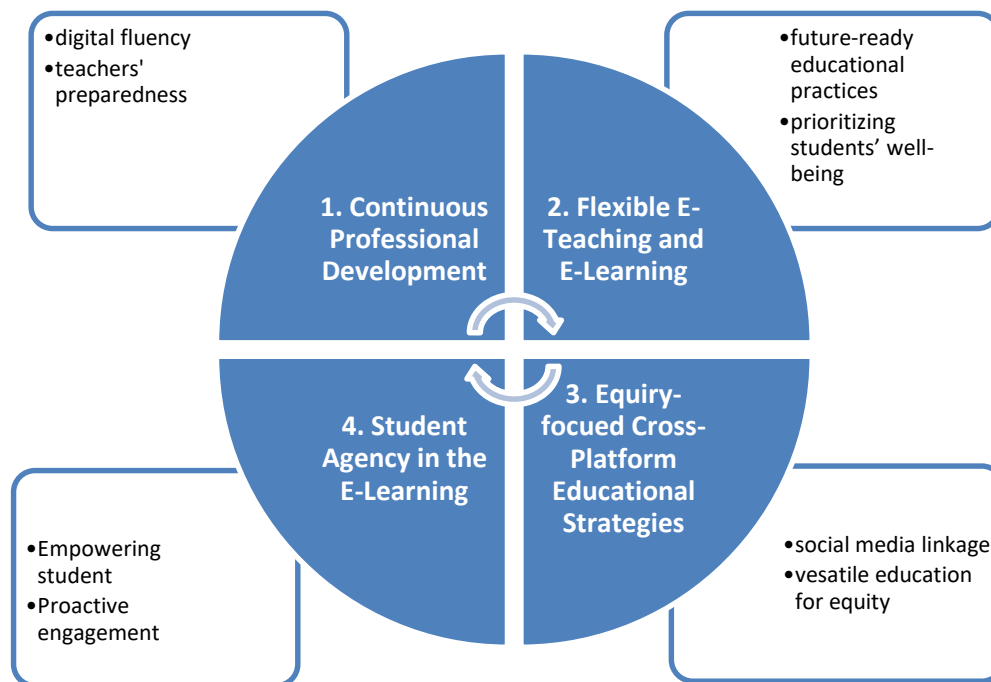 •digital fluency
•teachers'
preparedness
•future-ready
educational
practices
•prioritizing
students’ well-
being
1. Continuous
Professional
Development
2. Flexible E-
Teaching and
E-Learning
3. Equiry-
focued Cross-
Platform
Educational
Strategies
4. Student
Agency in the
E-Learning
•Empowering
student
•Proactive
engagement
•social media linkage
•vesatile education
for equity